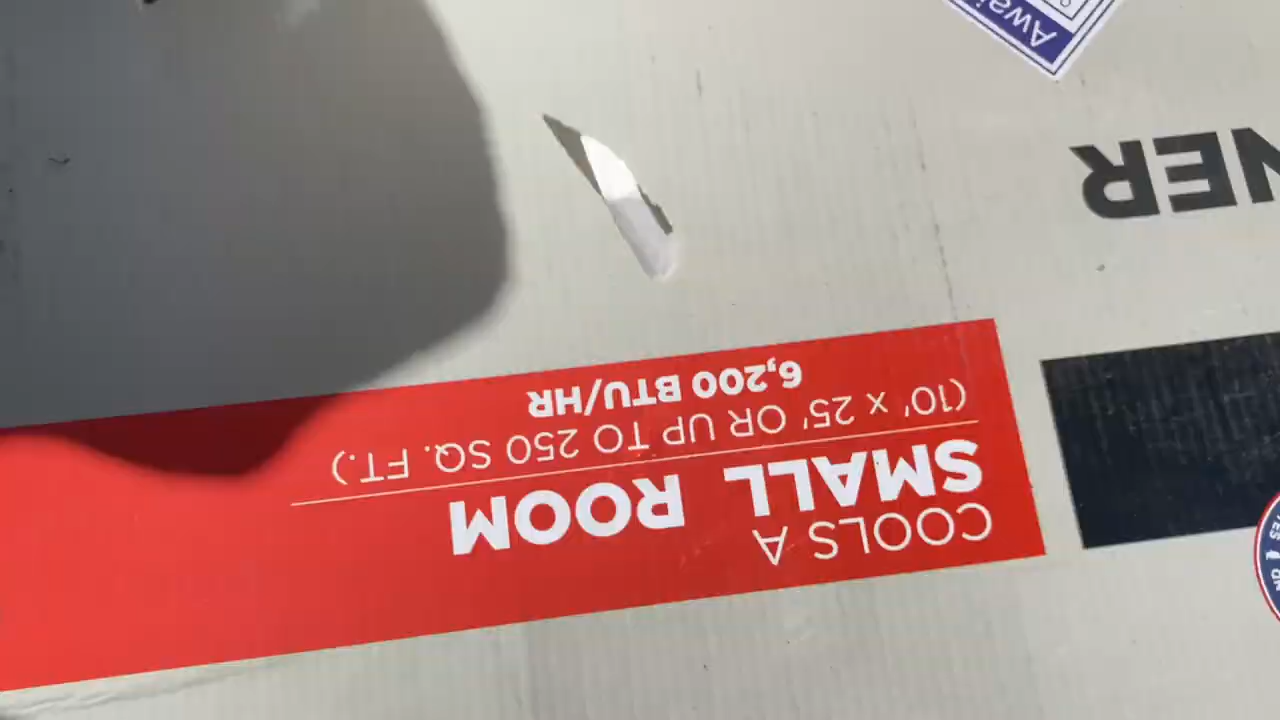 COOLS A
SMALL ROOM
(10' x 25' OR UP TO 250 SQ. FT.)
6,200 BTU/HR
NER